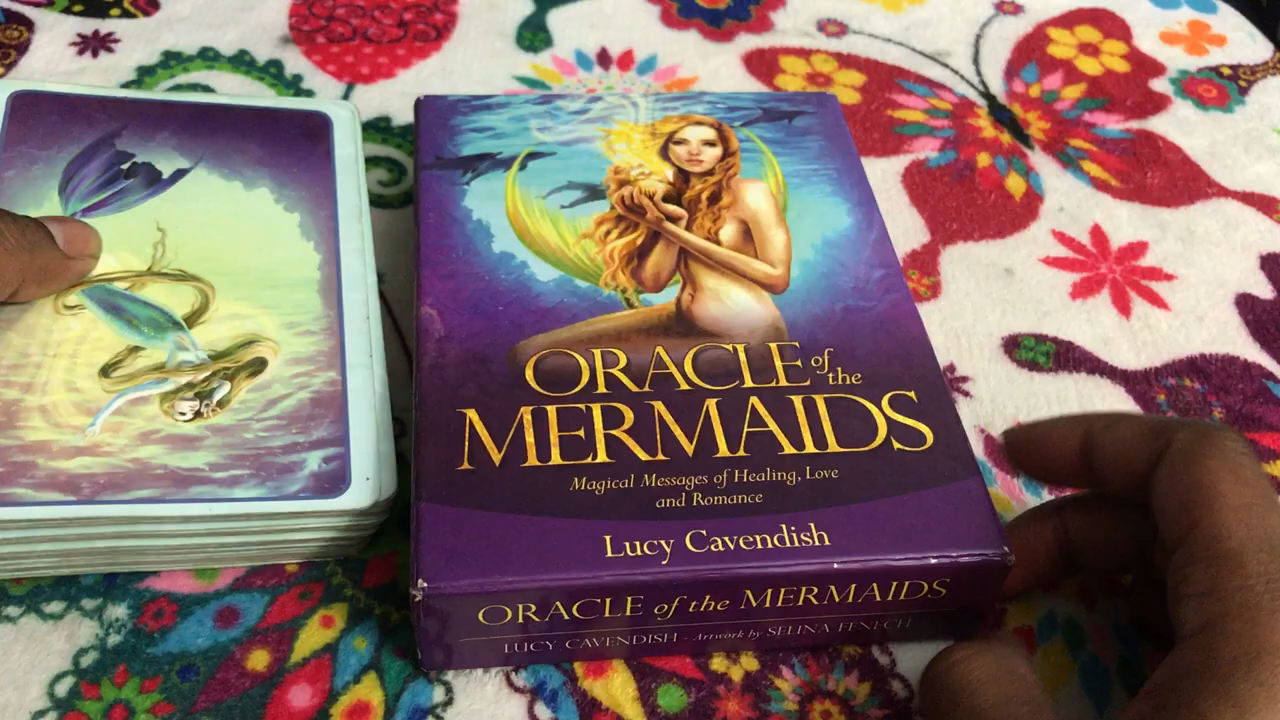 ORACLE of the
MERMAIDS
Magical Messages of Healing, Love
and Romance
Lucy Cavendish
ORACLE of the MERMAIDS
LUCY CAVENDISH - Artwork by SELINA FENECH